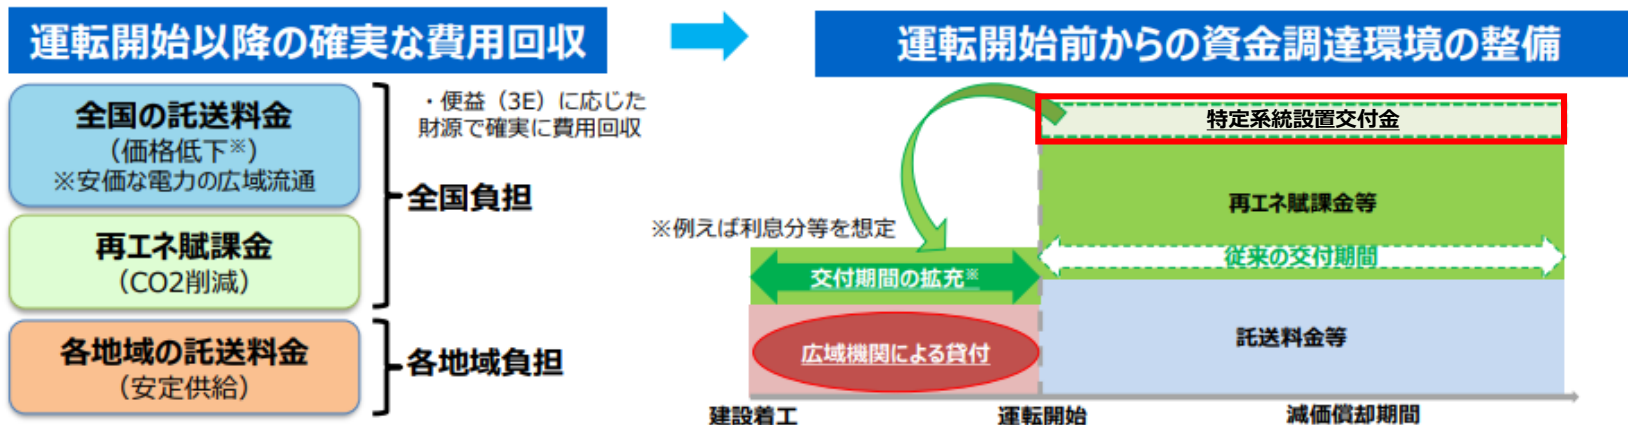 運転開始以降の確実な費用回収
運転開始前からの資金調達環境の整備
全国の託送料金
（価格低下※）
※安価な電力の広域流通
再エネ賦課金
（CO2削減）
各地域の託送料金
（安定供給）
・便益（3E）に応じた
財源で確実に費用回収
全国負担
各地域負担
※例えば利息分等を想定
特定系統設置交付金
再エネ賦課金等
従来の交付期間
交付期間の拡充※
広域機関による貸付
託送料金等
建設着工
運転開始
減価償却期間